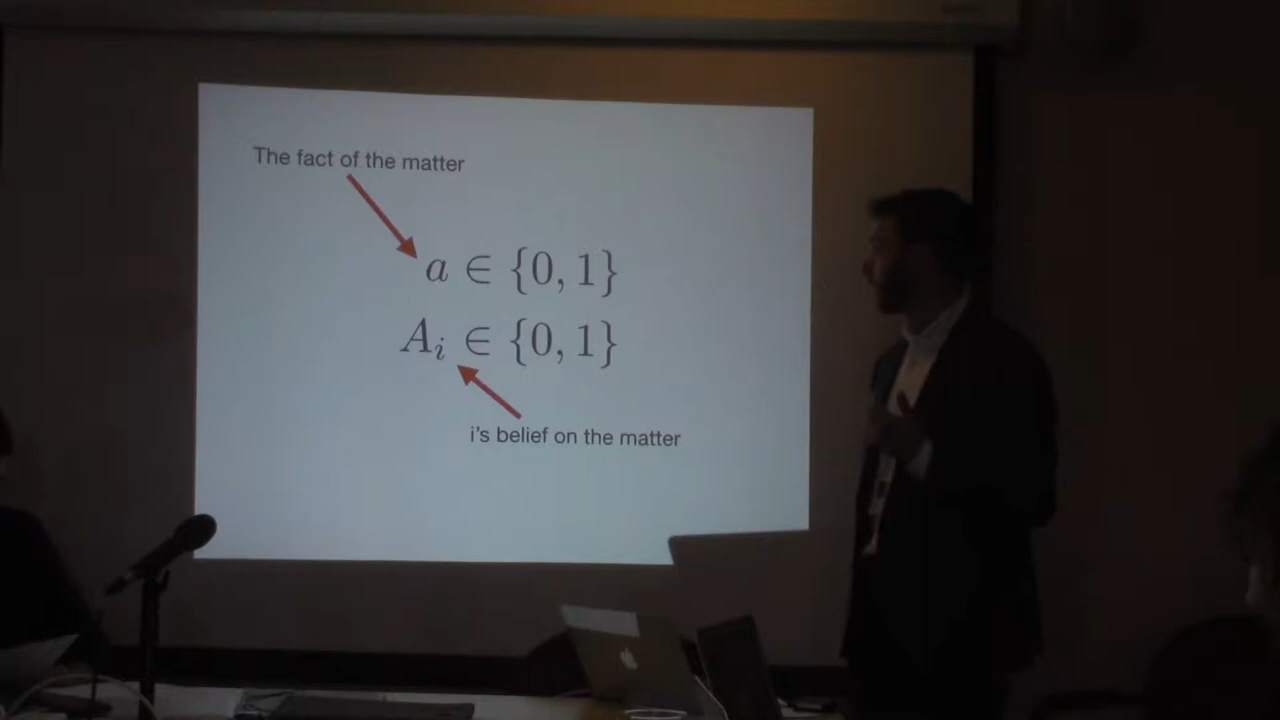 The fact of the matter
a ∈ {0, 1}
A_i ∈ {0, 1}
i's belief on the matter